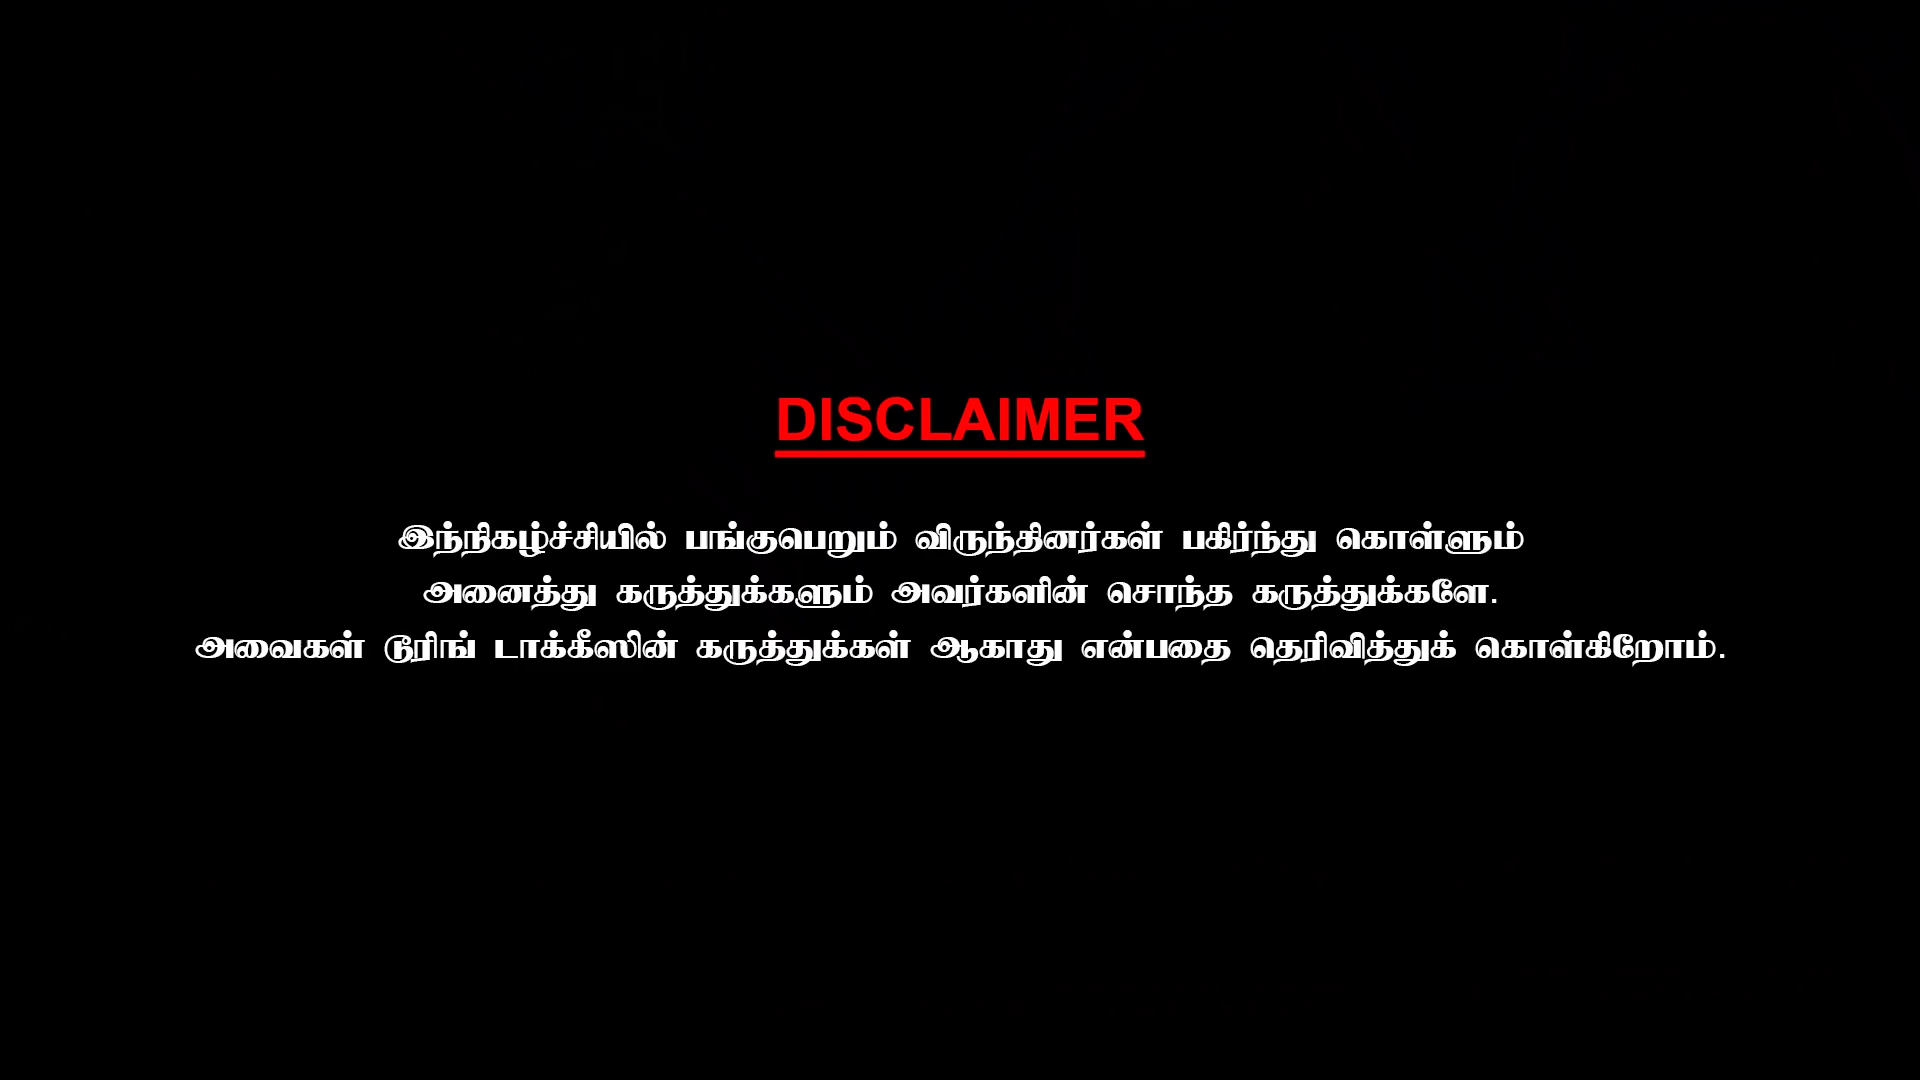 DISCLAIMER
இந்நிகழ்ச்சியில் பங்குபெறும் விருந்தினர்கள் பகிர்ந்து கொள்ளும்
அனைத்து கருத்துக்களும் அவர்களின் சொந்த கருத்துக்களே.
அவைகள் டூரிங் டாக்கீஸின் கருத்துக்கள் ஆகாது என்பதை தெரிவித்துக் கொள்கிறோம்.